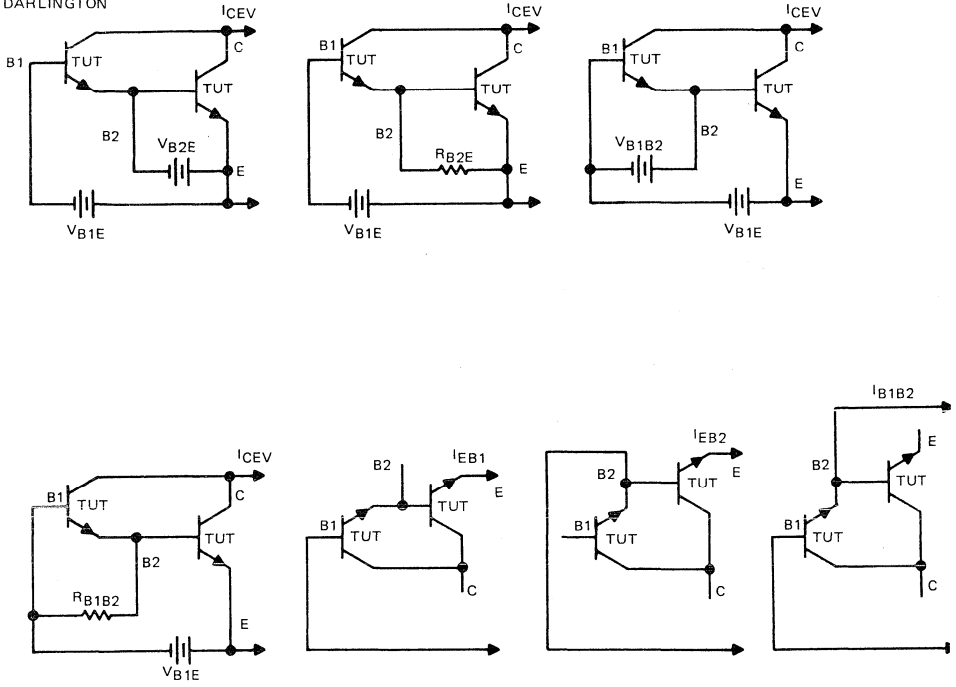 DARLINGTON
ICEV
C
B1
TUT
TUT
B2
VB2E
E
VB1E
ICEV
C
B1
TUT
TUT
B2
RB2E
E
VB1E
ICEV
C
B1
TUT
TUT
VB1B2
B2
E
VB1E
ICEV
C
B1
TUT
TUT
B2
RB1B2
E
VB1E
B2
IEB1
E
TUT
B1
TUT
C
IEB2
B2
E
TUT
B1
TUT
C
IB1B2
E
B2
TUT
B1
TUT
C